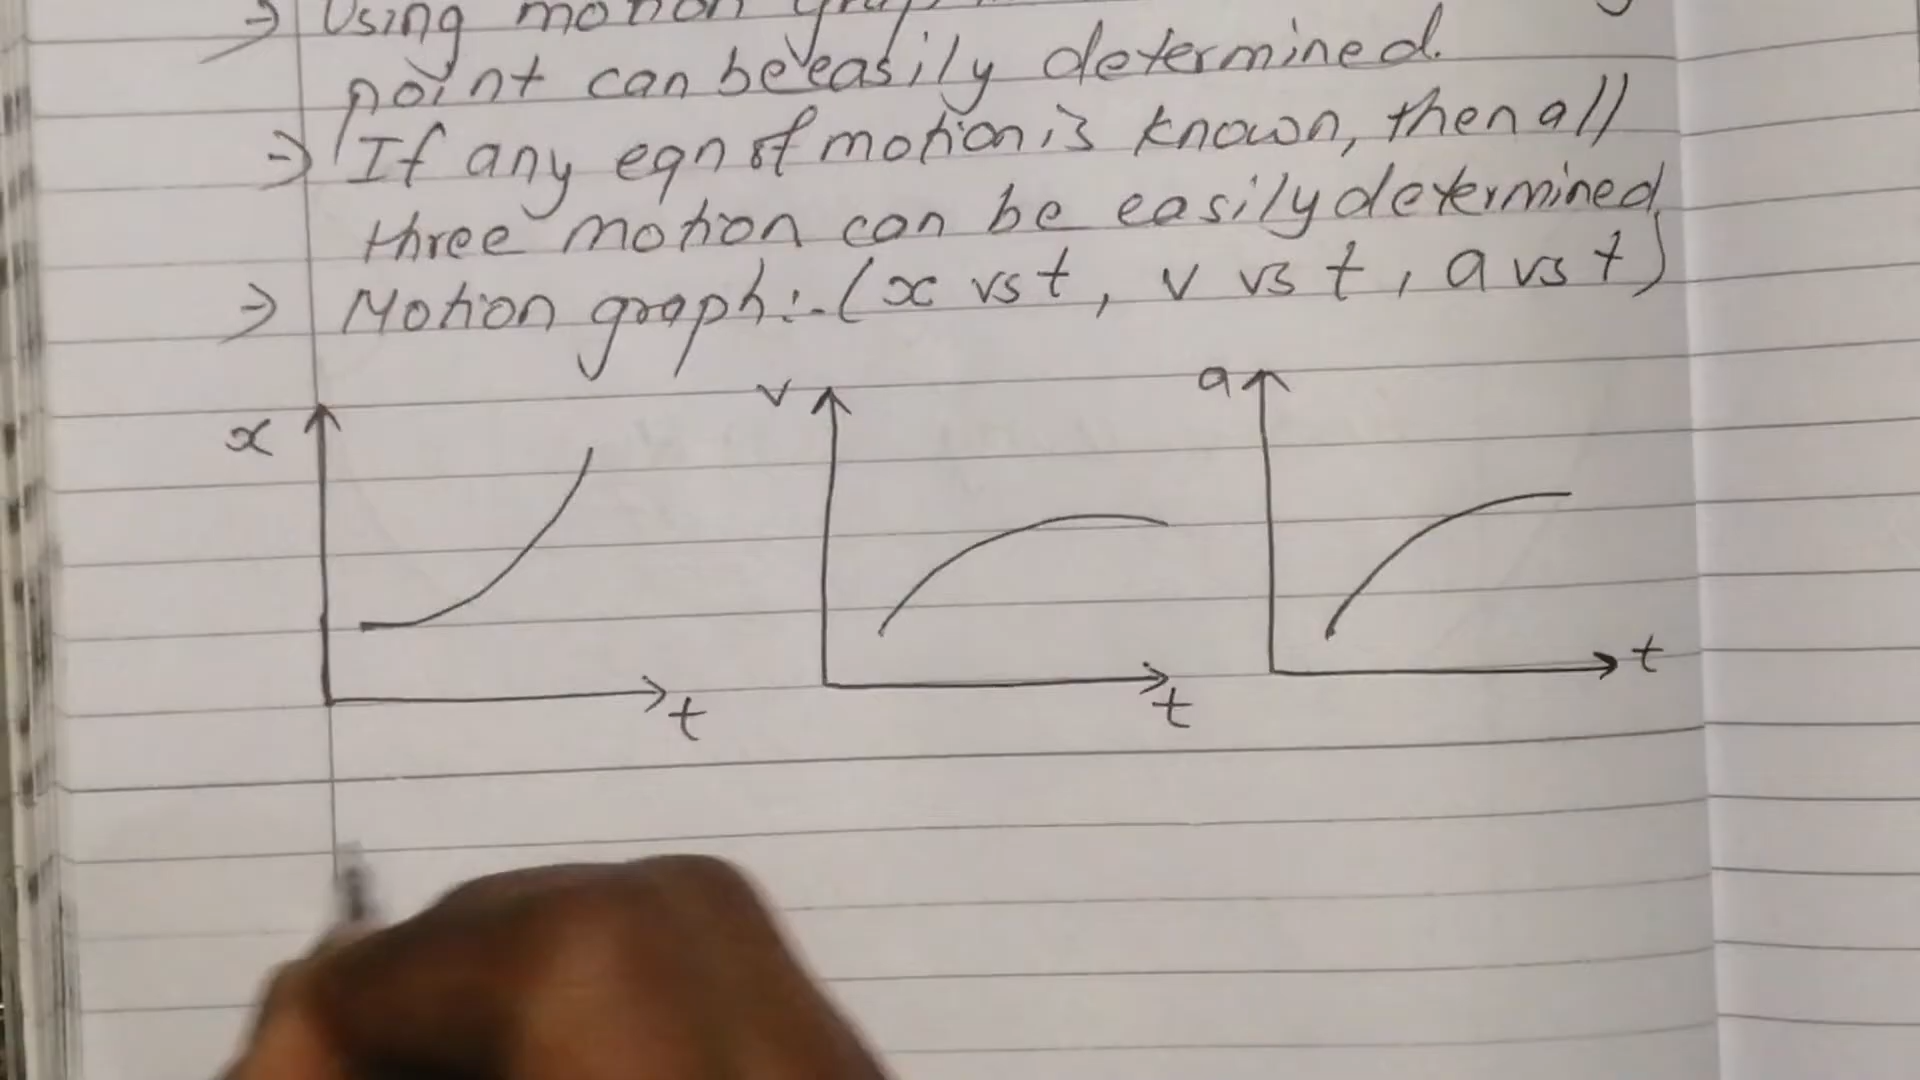 ⇒ Using motion
point can be easily determined.
⇒ If any eqn of motion is known, then all
three motion can be easily determined
⇒ Motion graph:- (x vs t, v vs t, a vs t)
x
v
a
t
t
t